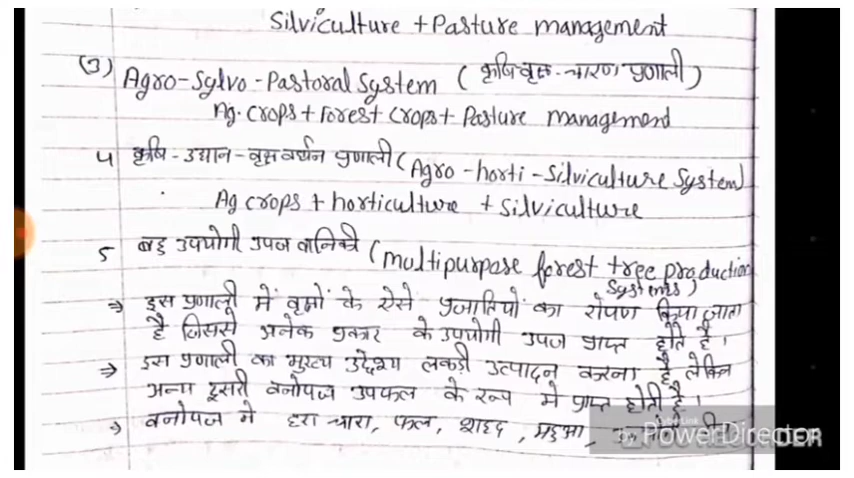 Silviculture + Pasture management
(3) Agro-Sylvo-Pastoral System (कृषि वृक्ष-चारण प्रणाली)
Ag. Crops + Forest Crops + Pasture management
4 कृषि-उद्यान-वृक्ष वर्धन प्रणाली (Agro-horti-Silviculture System)
Ag crops + horticulture + Silviculture
5 बहु उपयोगी उपज वानिकी (multipurpose forest tree production
Systems)
⇒ इस प्रणाली में वृक्षों के ऐसे प्रजातियों का रोपण किया जाता
है जिससे अनेक प्रकार के उपयोगी उपज प्राप्त होते है।
⇒ इस प्रणाली का मुख्य उद्देश्य लकड़ी उत्पादन करना है लेकिन
अन्य दूसरी वनोपज उपफल के रूप मे प्राप्त होती है।
⇒ वनोपज मे हरा चारा, फल, शहद, महुआ,
PowerDirector